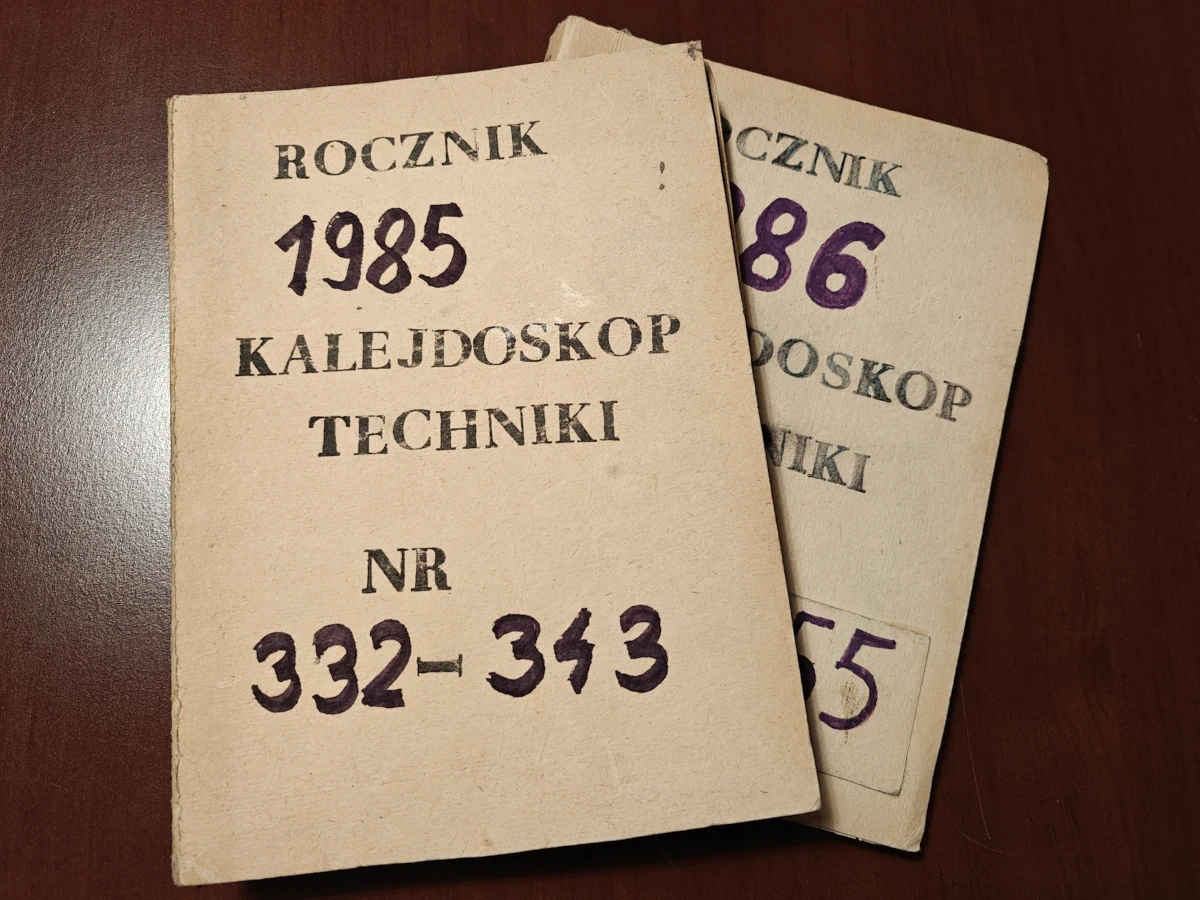 ROCZNIK
1985
KALEJDOSKOP
TECHNIKI
NR
332-343
OCZNIK
86
DOSKOP
NIKI
55